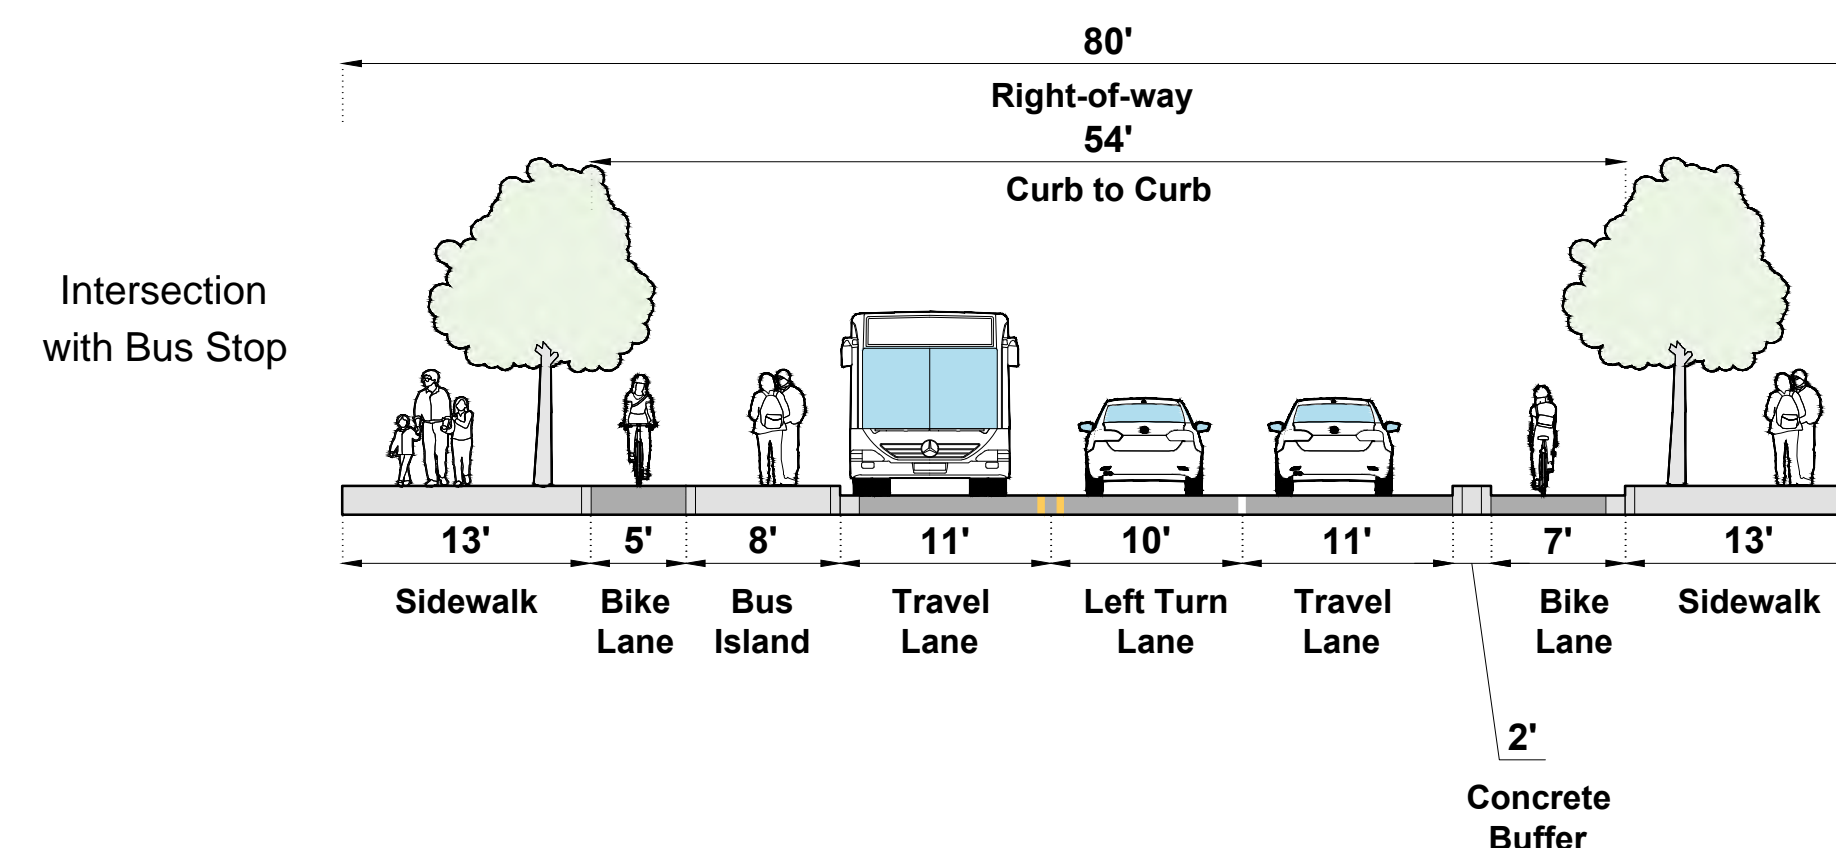 80'
Right-of-way
54'
Curb to Curb
Intersection
with Bus Stop
13'
5'
8'
11'
10'
11'
7'
13'
Sidewalk
Bike
Lane
Bus
Island
Travel
Lane
Left Turn
Lane
Travel
Lane
Bike
Lane
Sidewalk
2'
Concrete
Buffer